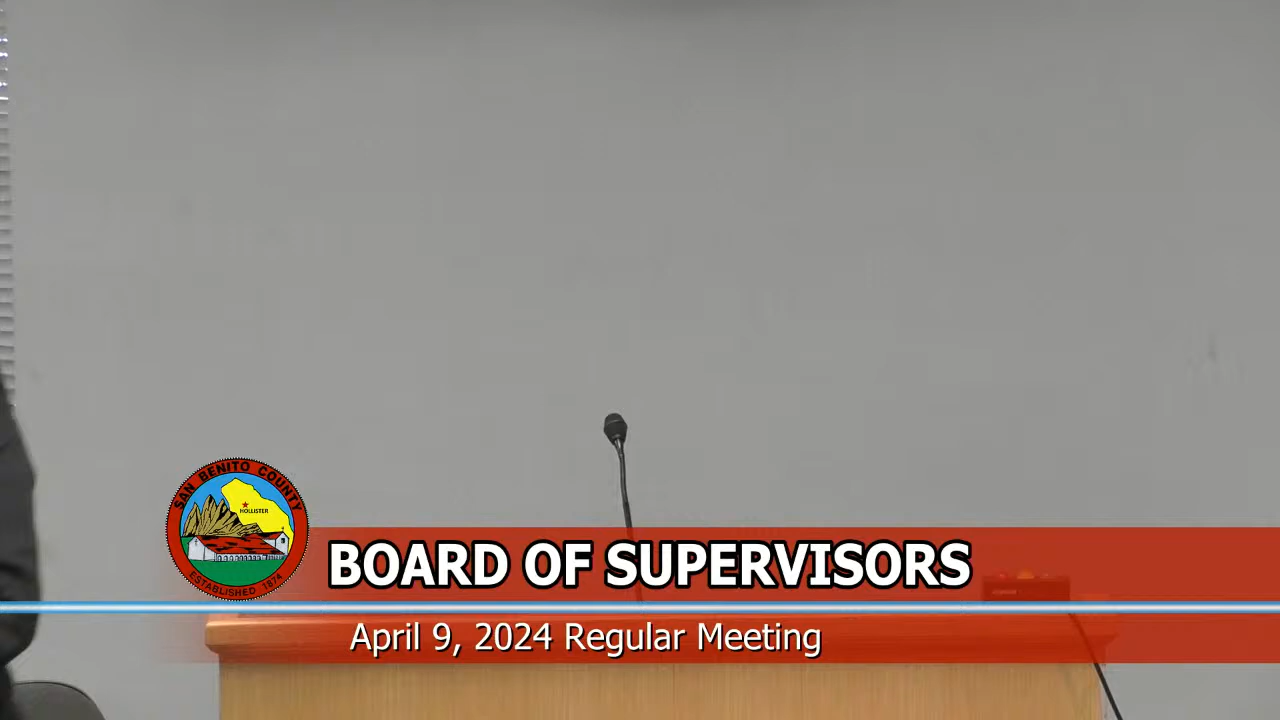 SAN BENITO COUNTY
HOLLISTER
ESTABLISHED 1874
BOARD OF SUPERVISORS
April 9, 2024 Regular Meeting